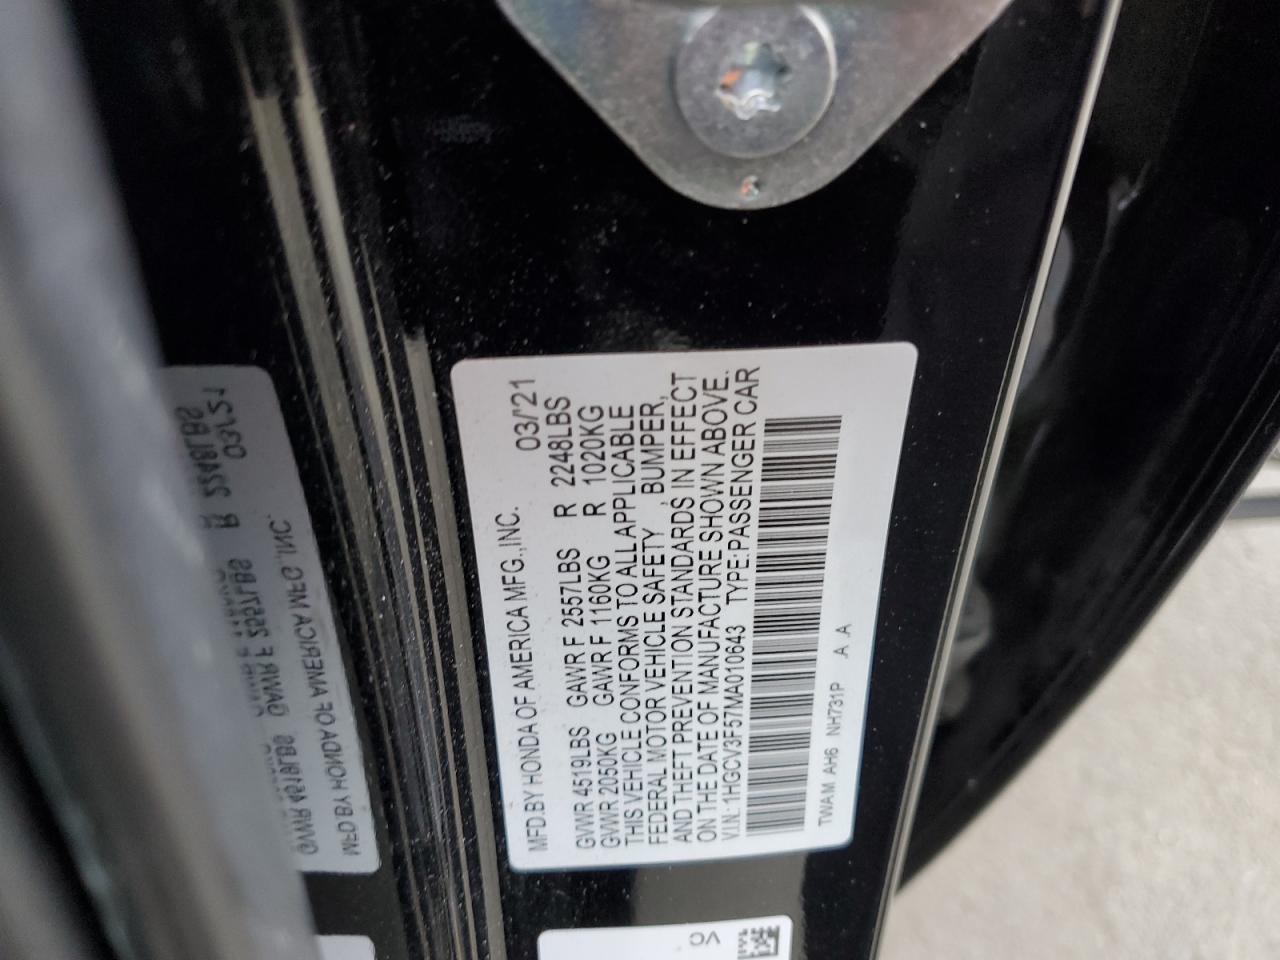 MFD.BY HONDA OF AMERICA MFG.,INC. 03/'21
GVWR 4519LBS GAWR F 2557LBS R 2248LBS
GVWR 2050KG GAWR F 1160KG R 1020KG
THIS VEHICLE CONFORMS TO ALL APPLICABLE
FEDERAL MOTOR VEHICLE SAFETY , BUMPER,
AND THEFT PREVENTION STANDARDS IN EFFECT
ON THE DATE OF MANUFACTURE SHOWN ABOVE.
V.I.N: 1HGCV3F57MA010643 TYPE:PASSENGER CAR
TWAM AH6 NH731P .A .A
VC